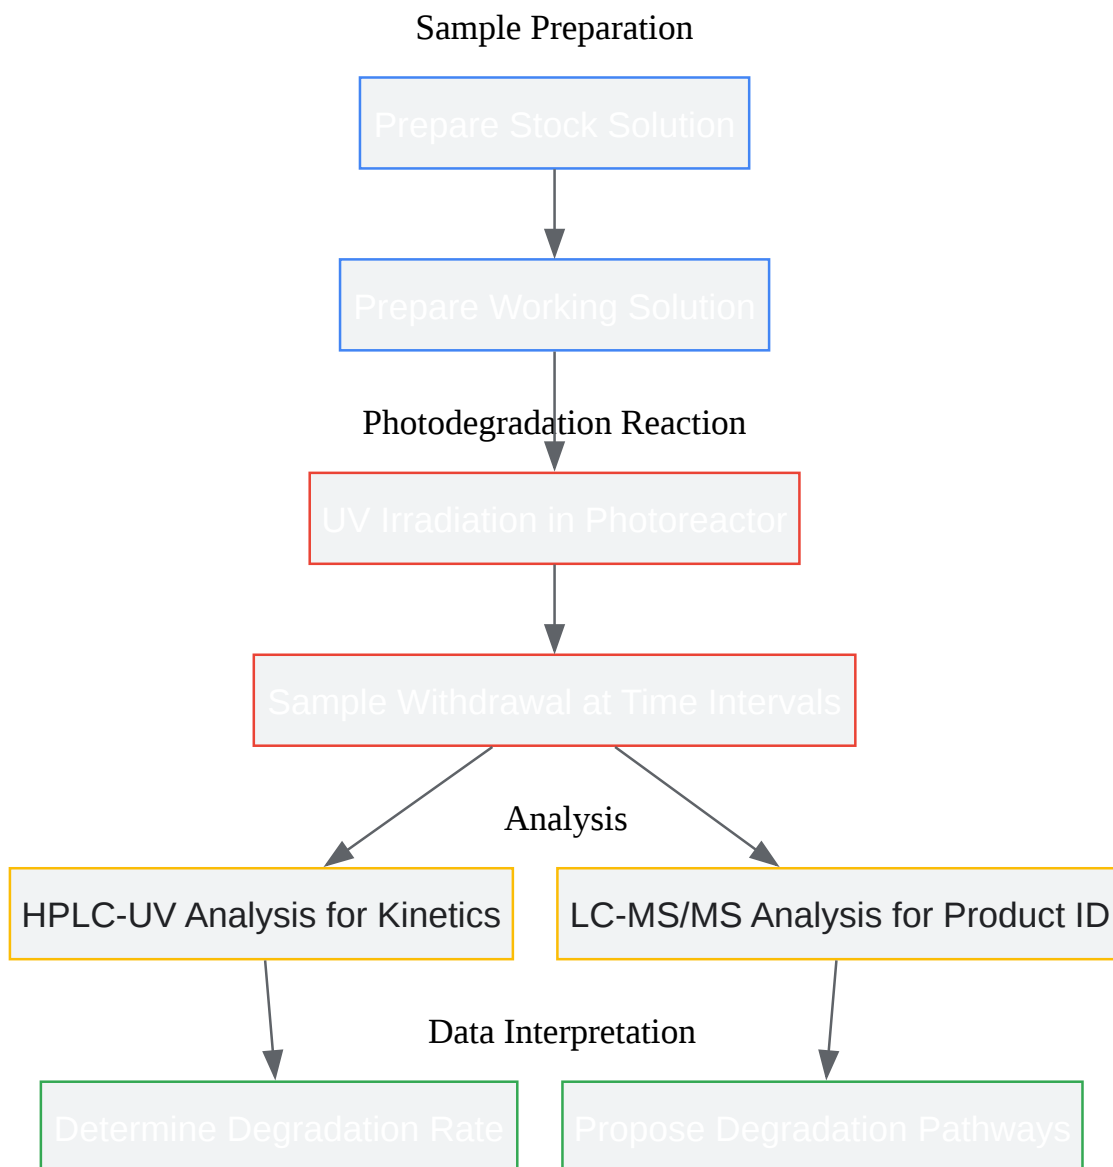 Sample Preparation
Prepare Stock Solution
Prepare Working Solution
Photodegradation Reaction
UV Irradiation in Photoreactor
Sample Withdrawal at Time Intervals
Analysis
HPLC-UV Analysis for Kinetics
LC-MS/MS Analysis for Product ID
Data Interpretation
Determine Degradation Rate
Propose Degradation Pathways